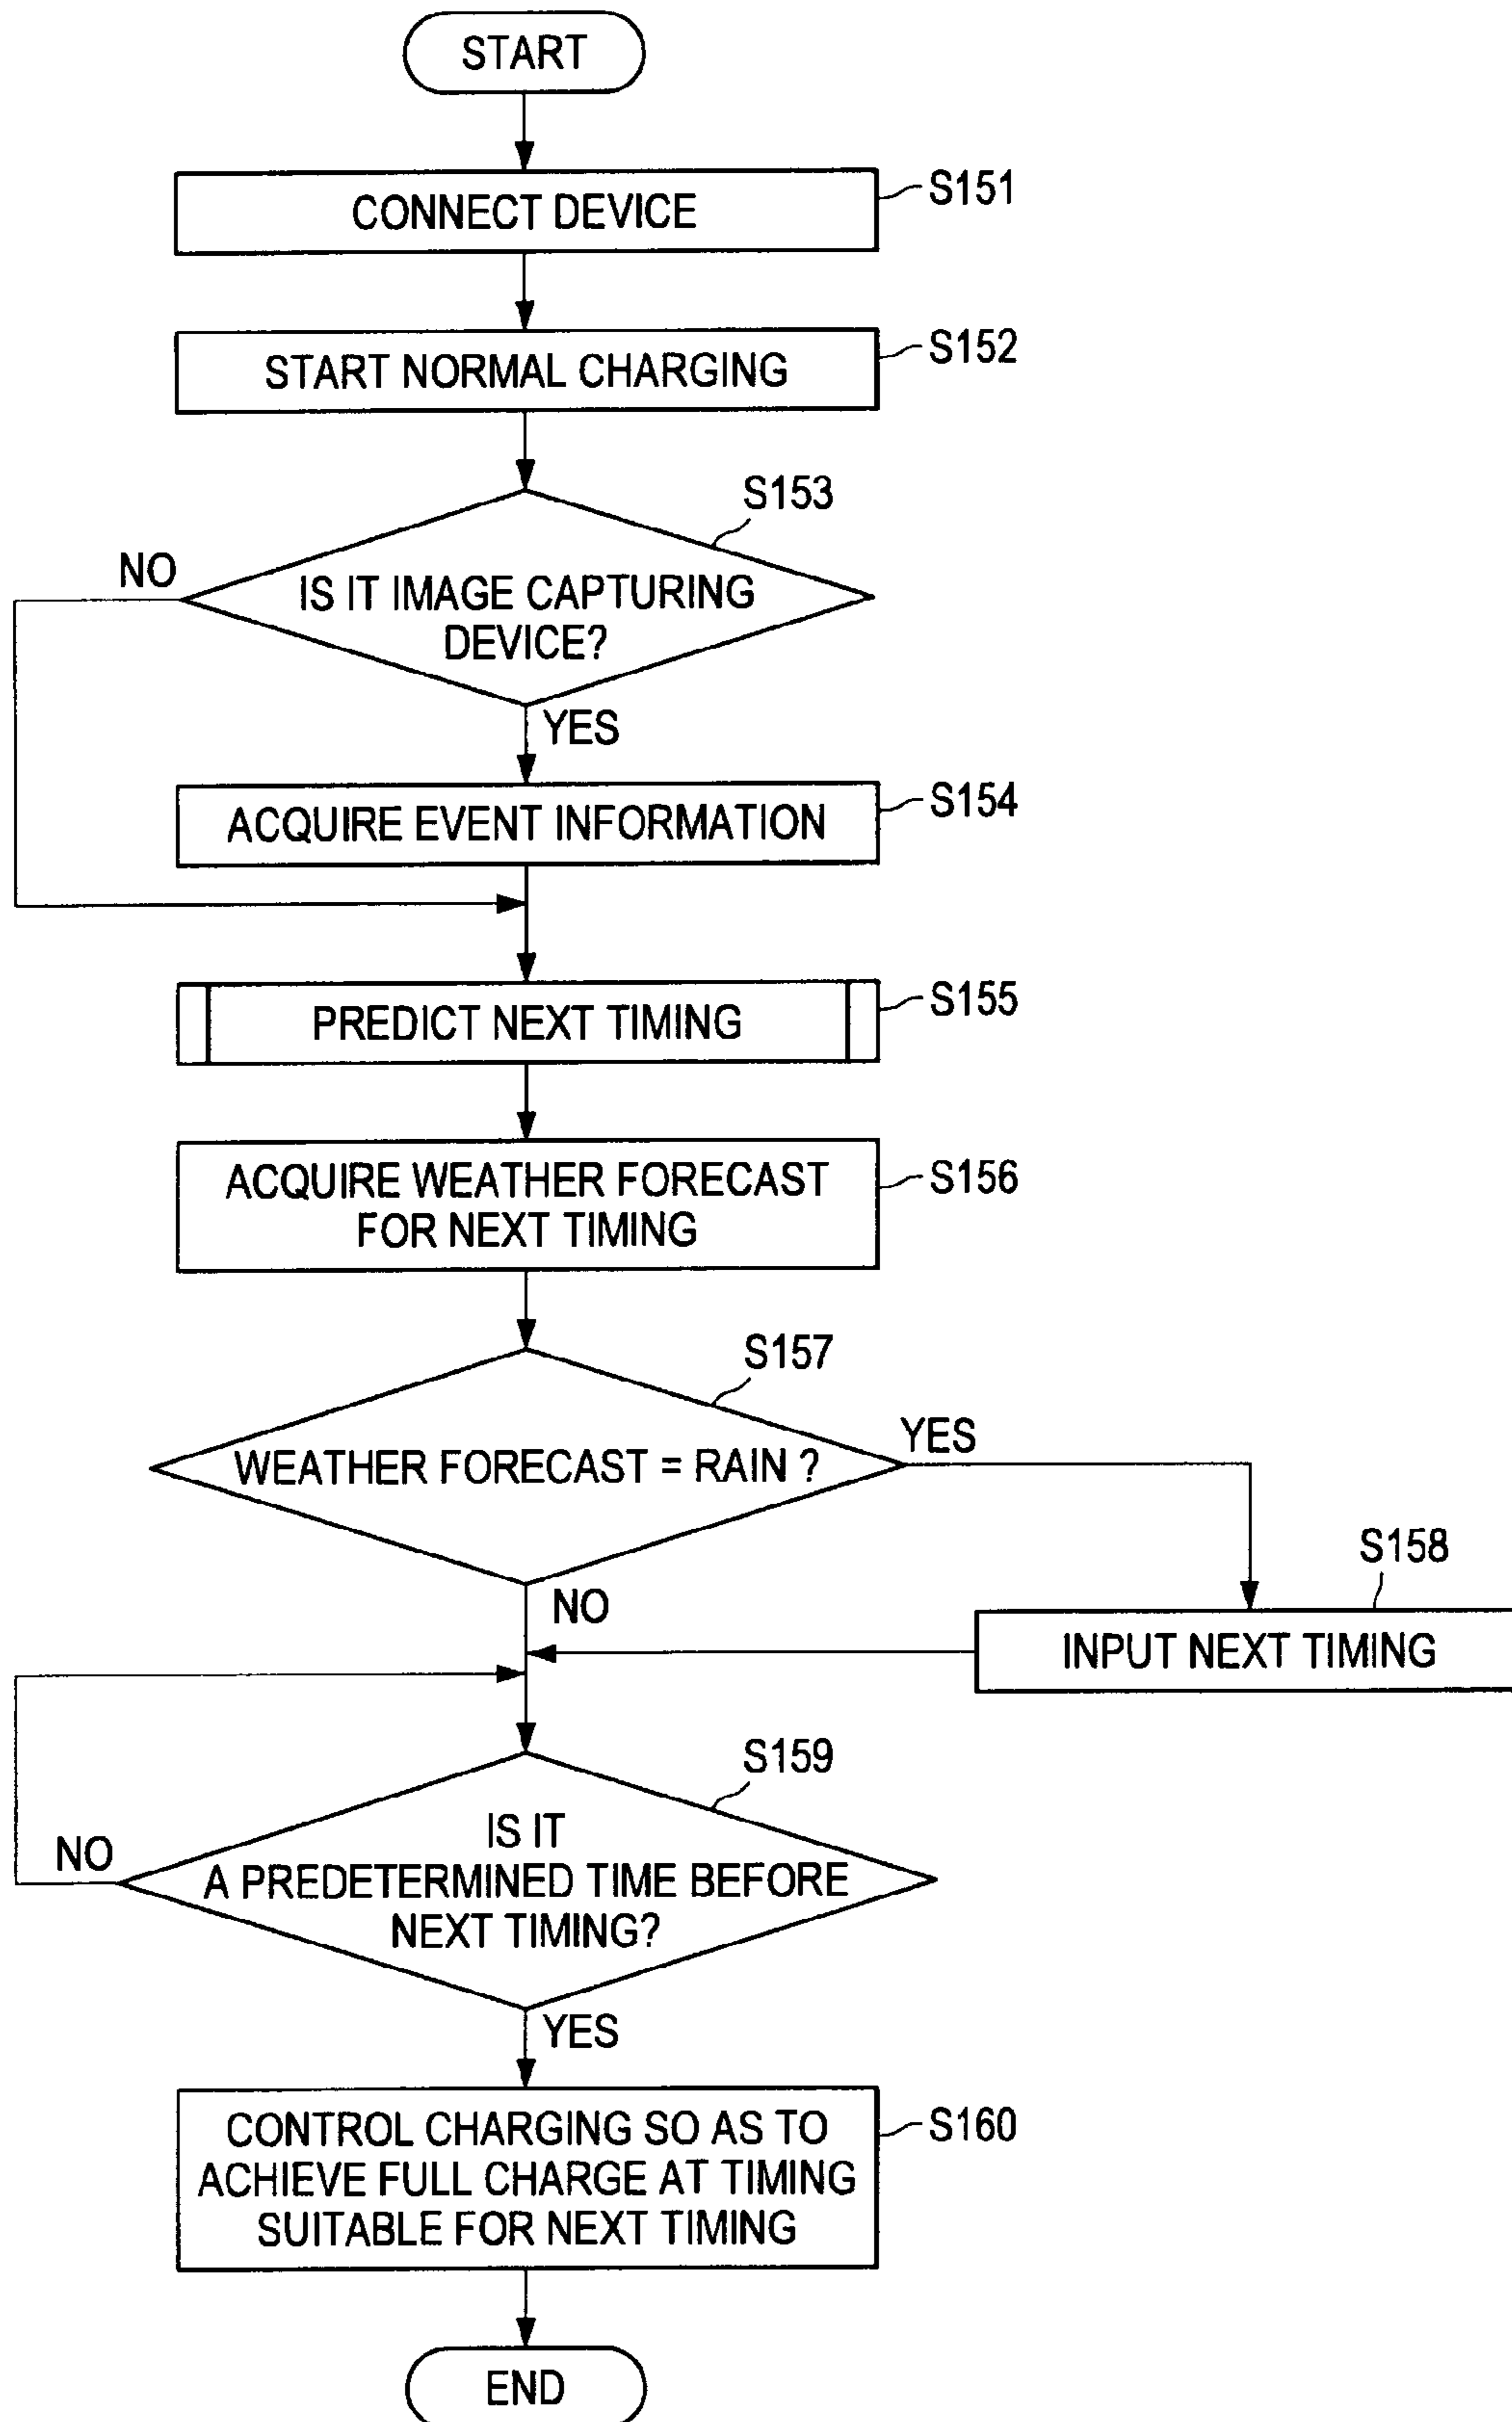 START
CONNECT DEVICE
S151
START NORMAL CHARGING
S152
S153
NO
IS IT IMAGE CAPTURING
DEVICE?
YES
ACQUIRE EVENT INFORMATION
S154
PREDICT NEXT TIMING
S155
ACQUIRE WEATHER FORECAST
FOR NEXT TIMING
S156
S157
WEATHER FORECAST = RAIN ?
YES
NO
S158
INPUT NEXT TIMING
S159
NO
IS IT
A PREDETERMINED TIME BEFORE
NEXT TIMING?
YES
CONTROL CHARGING SO AS TO
ACHIEVE FULL CHARGE AT TIMING
SUITABLE FOR NEXT TIMING
S160
END